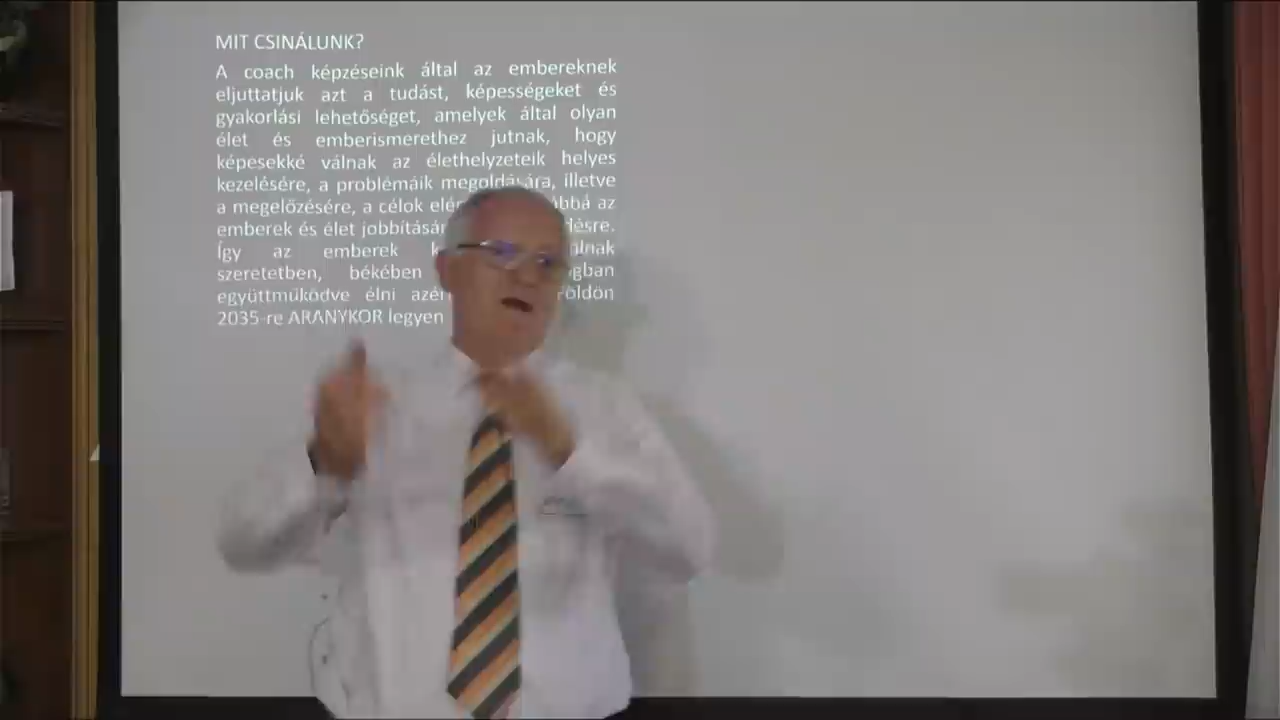 MIT CSINÁLUNK?
A coach képzéseink által az embereknek
eljuttatjuk azt a tudást, képességeket és
gyakorlási lehetőséget, amelyek által olyan
élet és emberismerethez jutnak, hogy
képesekké válnak az élethelyzeteik helyes
kezelésére, a problémáik megoldására, illetve
a megelőzésére, a célok az
emberek és élet
Így az emberek
szeretetben, békében
együttműködve élni földön
2035-re ARANYKOR legyen